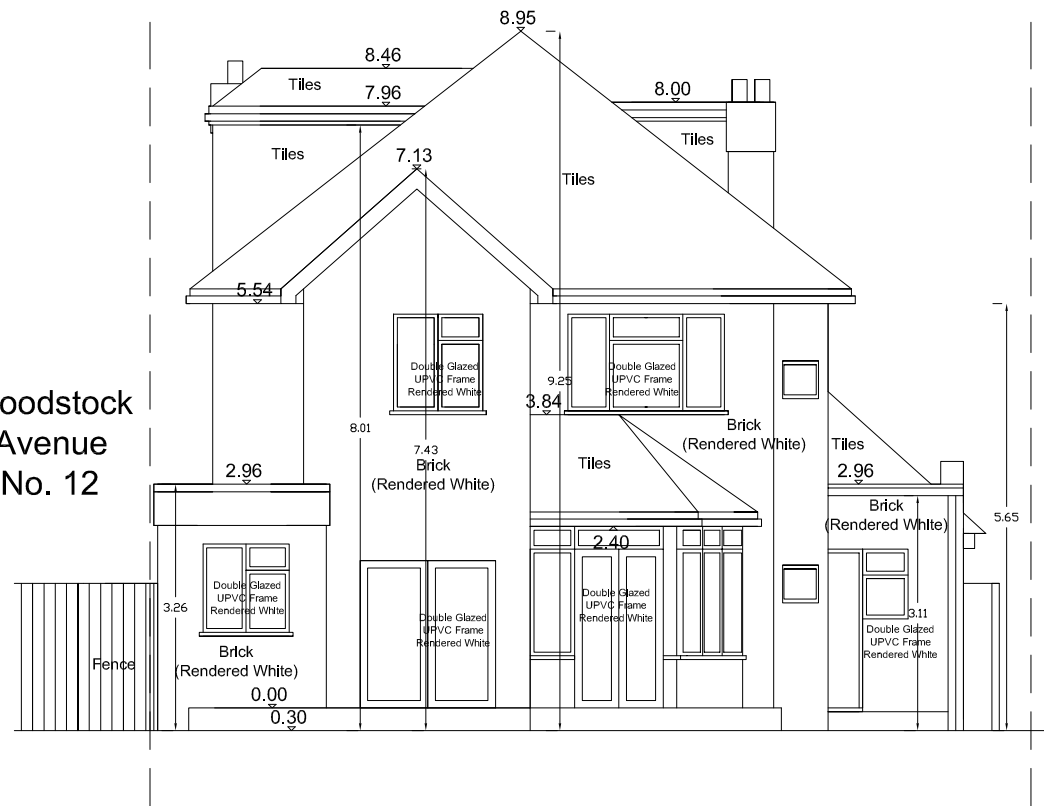 8.95
8.46
Tiles
7.96
8.00
Tiles
Tiles
7.13
Tiles
5.54
Double Glazed
UPVC Frame
Rendered White
Double Glazed
UPVC Frame
Rendered White
9.25
3.84
oodstock
Avenue
No. 12
8.01
7.43
Brick
(Rendered White)
Brick
(Rendered White)
Tiles
Tiles
2.96
2.96
Brick
(Rendered White)
5.65
2.40
Double Glazed
UPVC Frame
Rendered White
3.26
Double Glazed
UPVC Frame
Rendered White
Double Glazed
UPVC Frame
Rendered White
3.11
Double Glazed
UPVC Frame
Rendered White
Fence
Brick
(Rendered White)
0.00
0.30